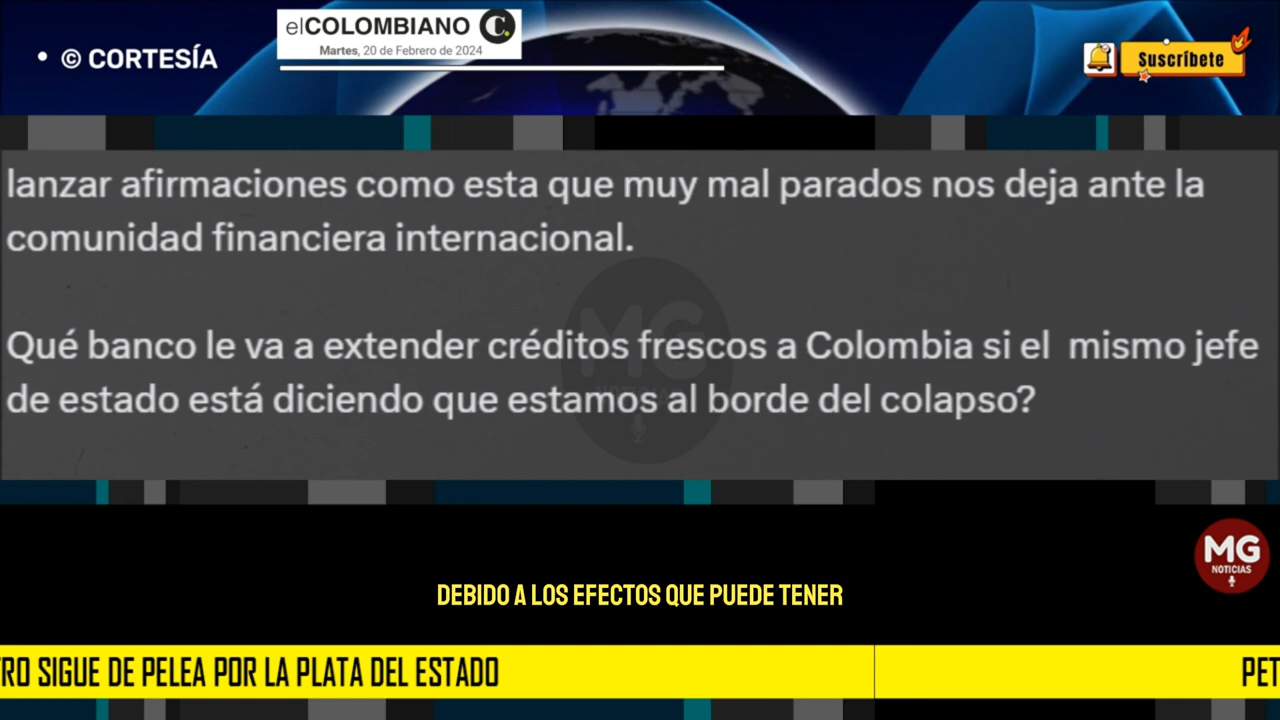 • © CORTESÍA
elCOLOMBIANO C.
Martes, 20 de Febrero de 2024
Suscríbete
lanzar afirmaciones como esta que muy mal parados nos deja ante la
comunidad financiera internacional.
Qué banco le va a extender créditos frescos a Colombia si el mismo jefe
de estado está diciendo que estamos al borde del colapso?
MG
NOTICIAS
MG
NOTICIAS
DEBIDO A LOS EFECTOS QUE PUEDE TENER
TRO SIGUE DE PELEA POR LA PLATA DEL ESTADO
PET